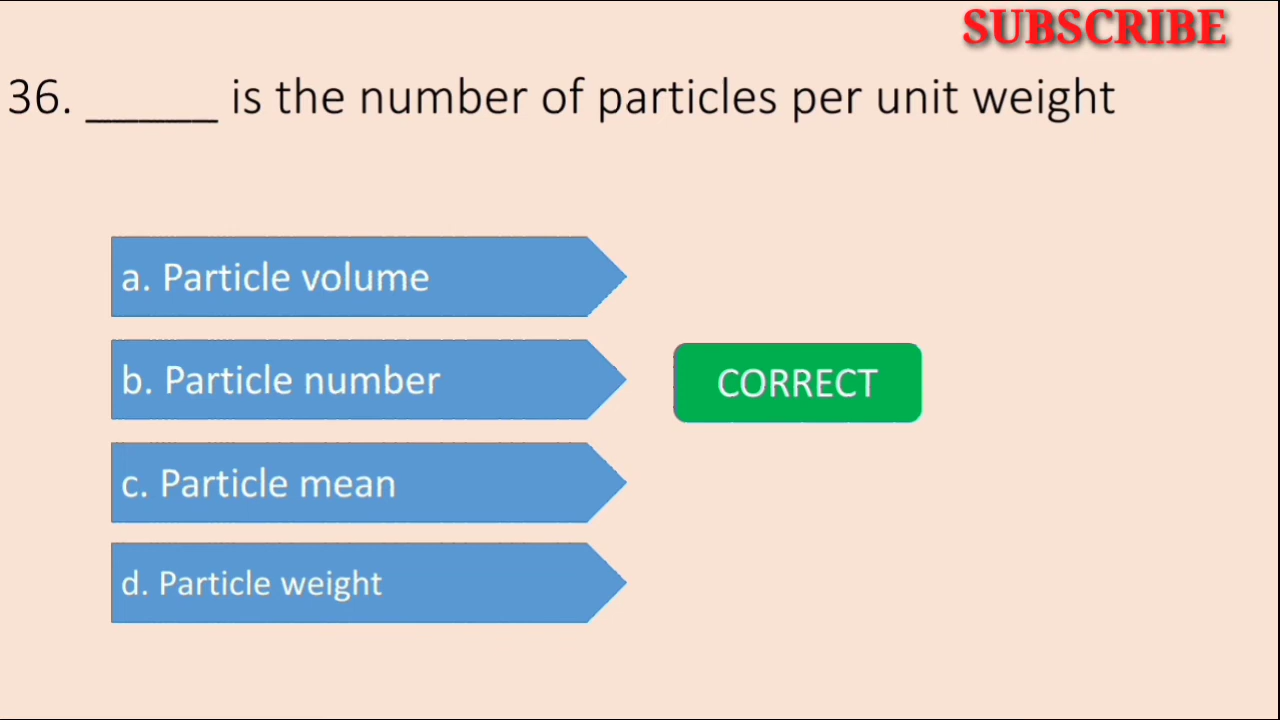 SUBSCRIBE
36. _____ is the number of particles per unit weight
a. Particle volume
b. Particle number
CORRECT
c. Particle mean
d. Particle weight